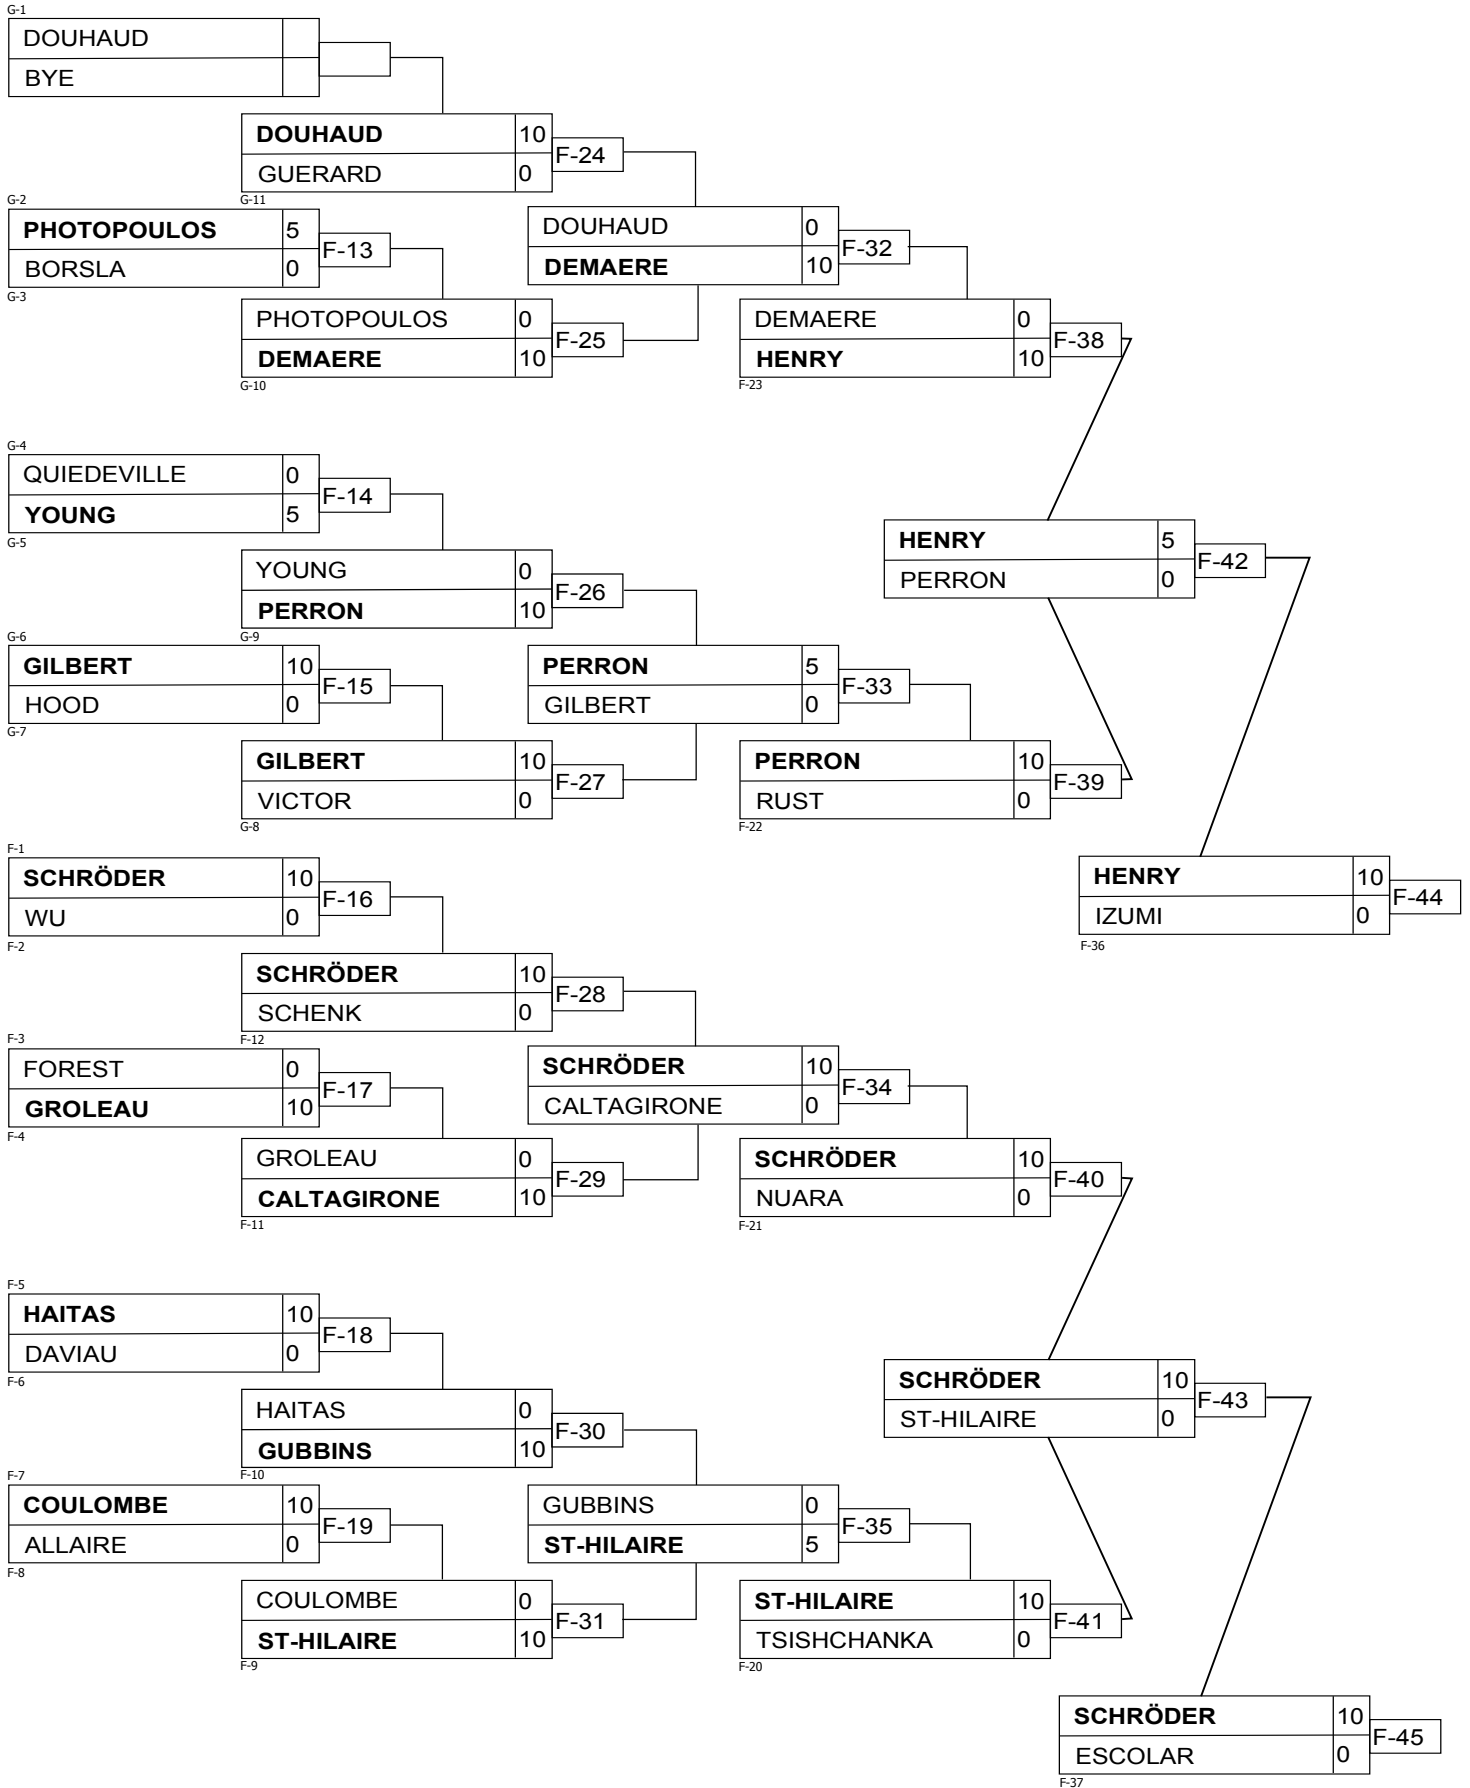 G-1
DOUHAUD
BYE
DOUHAUD 10
GUERARD 0
F-24
G-11
G-2
PHOTOPOULOS 5
BORSLA 0
F-13
G-3
DOUHAUD 0
DEMAERE 10
F-32
PHOTOPOULOS 0
DEMAERE 10
F-25
G-10
DEMAERE 0
HENRY 10
F-38
F-23
G-4
QUIEDEVILLE 0
YOUNG 5
F-14
G-5
HENRY 5
PERRON 0
F-42
YOUNG 0
PERRON 10
F-26
G-9
G-6
GILBERT 10
HOOD 0
F-15
G-7
PERRON 5
GILBERT 0
F-33
GILBERT 10
VICTOR 0
F-27
G-8
PERRON 10
RUST 0
F-39
F-22
F-1
SCHRÖDER 10
WU 0
F-16
F-2
HENRY 10
IZUMI 0
F-44
F-36
SCHRÖDER 10
SCHENK 0
F-28
F-12
F-3
FOREST 0
GROLEAU 10
F-17
F-4
SCHRÖDER 10
CALTAGIRONE 0
F-34
GROLEAU 0
CALTAGIRONE 10
F-29
F-11
SCHRÖDER 10
NUARA 0
F-40
F-21
F-5
HAITAS 10
DAVIAU 0
F-18
F-6
SCHRÖDER 10
ST-HILAIRE 0
F-43
HAITAS 0
GUBBINS 10
F-30
F-10
F-7
COULOMBE 10
ALLAIRE 0
F-19
F-8
GUBBINS 0
ST-HILAIRE 5
F-35
COULOMBE 0
ST-HILAIRE 10
F-31
F-9
ST-HILAIRE 10
TSISHCHANKA 0
F-41
F-20
SCHRÖDER 10
ESCOLAR 0
F-45
F-37